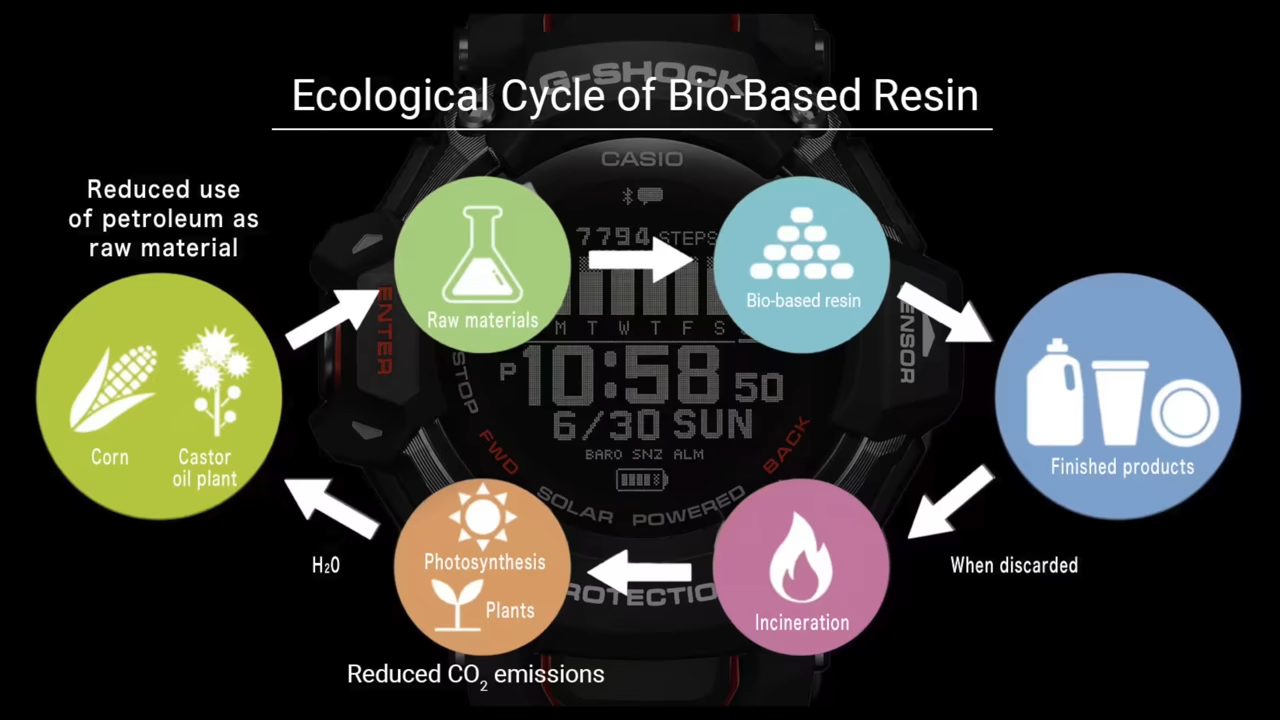 G-SHOCK
Ecological Cycle of Bio-Based Resin
CASIO
Reduced use
of petroleum as
raw material
7794 STEPS
Raw materials
Bio-based resin
M T W T F S
ENTER
ENSOR
STOP
P 10:58 50
6/30 SUN
BARO SNZ ALM
FWD
BACK
SOLAR POWERED
Corn
Castor
oil plant
Finished products
H₂O
Photosynthesis
Plants
ROTECTIO
Incineration
When discarded
Reduced CO₂ emissions